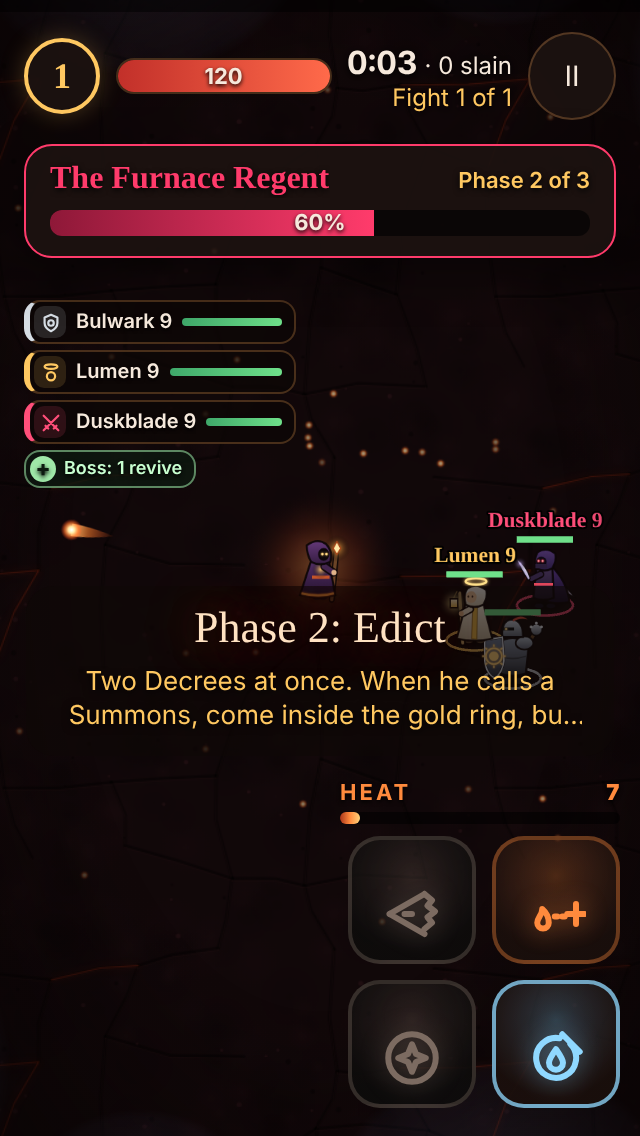 1
120
0:03 · 0 slain
Fight 1 of 1
The Furnace Regent
Phase 2 of 3
60%
Bulwark 9
Lumen 9
Duskblade 9
Boss: 1 revive
Duskblade 9
Lumen 9
Phase 2: Edict
Two Decrees at once. When he calls a
Summons, come inside the gold ring, bu…
HEAT 7